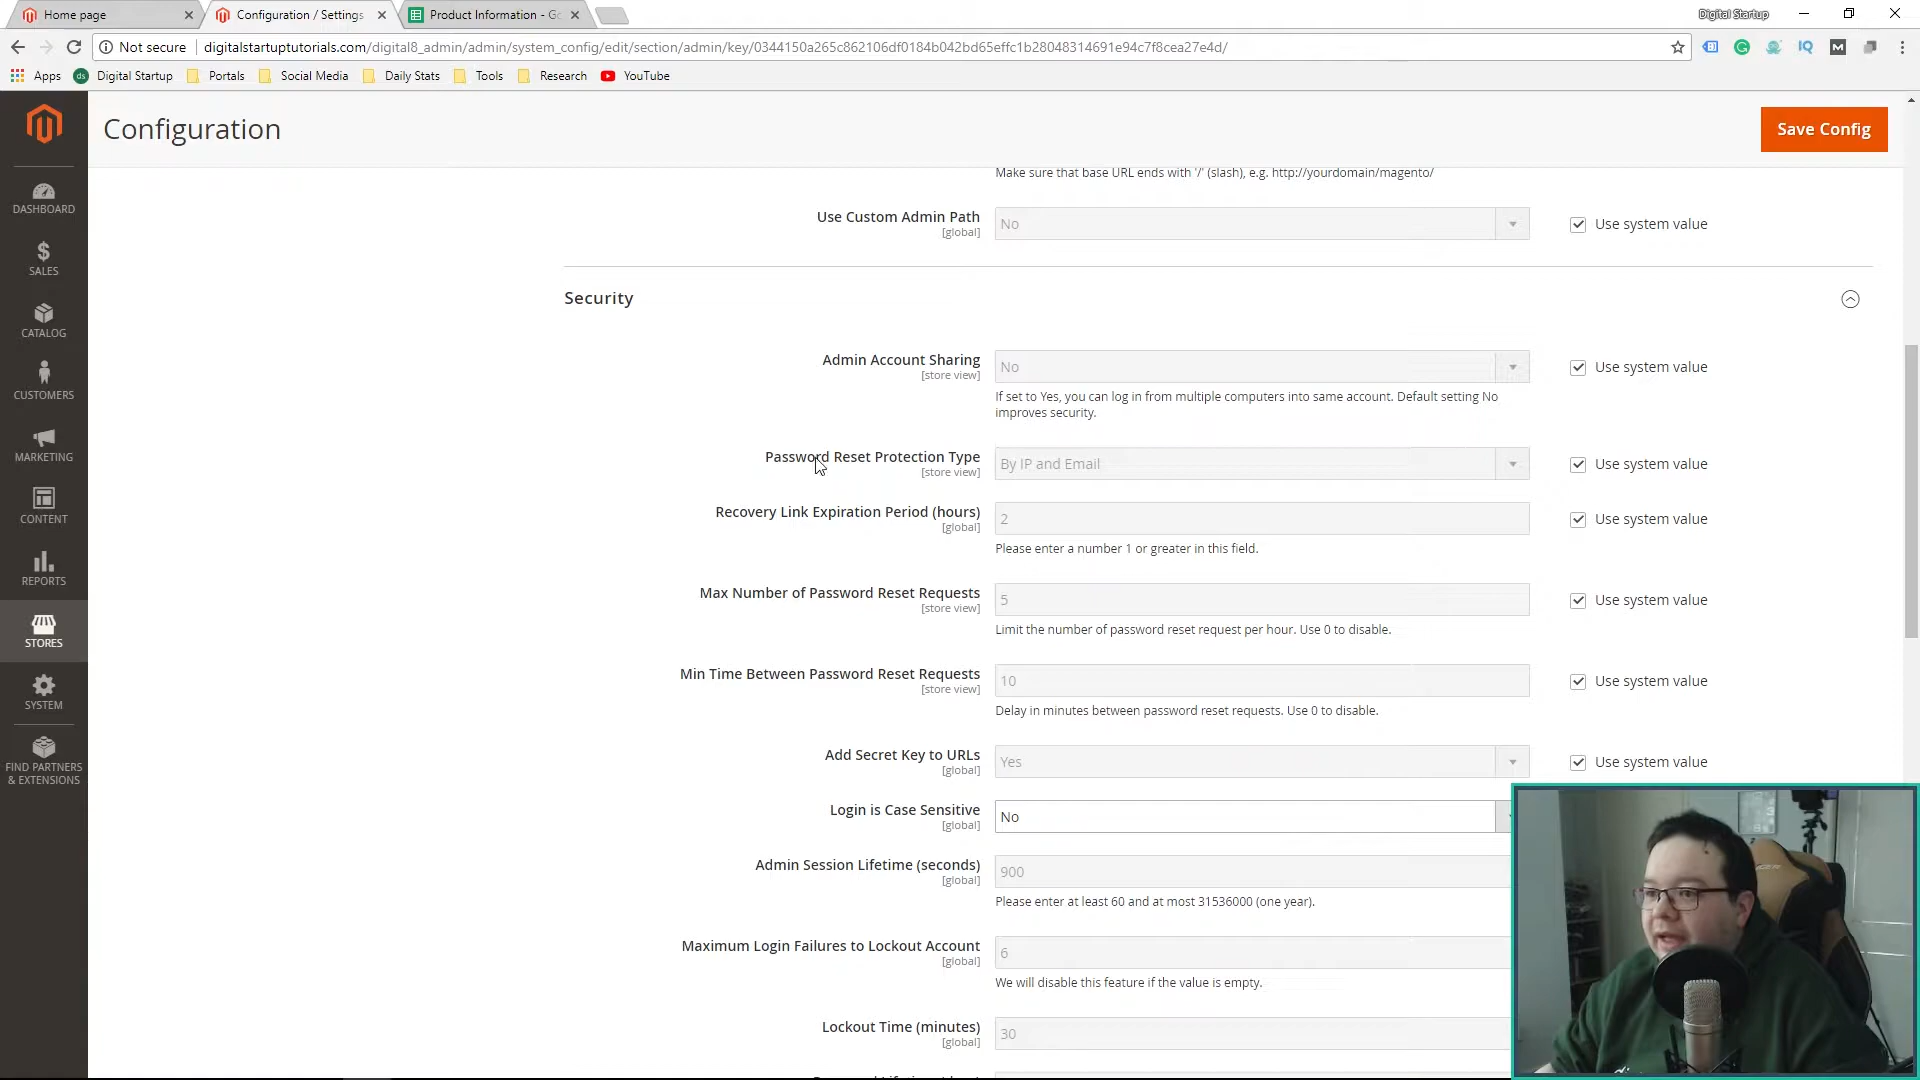 Home page
Configuration / Settings
Product Information - Go
Digital Startup
Not secure
digitalstartuptutorials.com/digital8_admin/admin/system_config/edit/section/admin/key/0344150a265c862106df0184b042bd65effc1b28048314691e94c7f8cea27e4d/
Apps
Digital Startup
Portals
Social Media
Daily Stats
Tools
Research
YouTube
Configuration
Save Config
DASHBOARD
SALES
CATALOG
CUSTOMERS
MARKETING
CONTENT
REPORTS
STORES
SYSTEM
FIND PARTNERS
& EXTENSIONS
Make sure that base URL ends with '/' (slash), e.g. http://yourdomain/magento/
Use Custom Admin Path
[global]
No
Use system value
Security
Admin Account Sharing
[store view]
No
Use system value
If set to Yes, you can log in from multiple computers into same account. Default setting No
improves security.
Password Reset Protection Type
[store view]
By IP and Email
Use system value
Recovery Link Expiration Period (hours)
[global]
2
Use system value
Please enter a number 1 or greater in this field.
Max Number of Password Reset Requests
[store view]
5
Use system value
Limit the number of password reset request per hour. Use 0 to disable.
Min Time Between Password Reset Requests
[store view]
10
Use system value
Delay in minutes between password reset requests. Use 0 to disable.
Add Secret Key to URLs
[global]
Yes
Use system value
Login is Case Sensitive
[global]
No
Admin Session Lifetime (seconds)
[global]
900
Please enter at least 60 and at most 31536000 (one year).
Maximum Login Failures to Lockout Account
[global]
6
We will disable this feature if the value is empty.
Lockout Time (minutes)
[global]
30